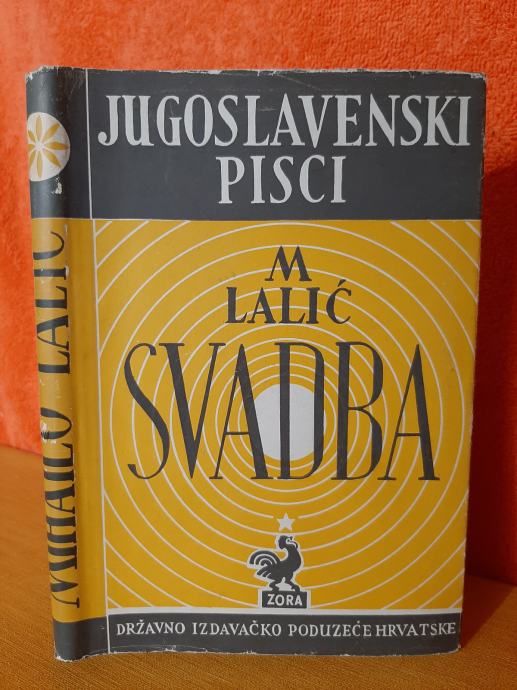 JUGOSLAVENSKI
PISCI
M
LALIĆ
SVADBA
ZORA
DRŽAVNO IZDAVAČKO PODUZEĆE HRVATSKE
MIHAILO LALIĆ